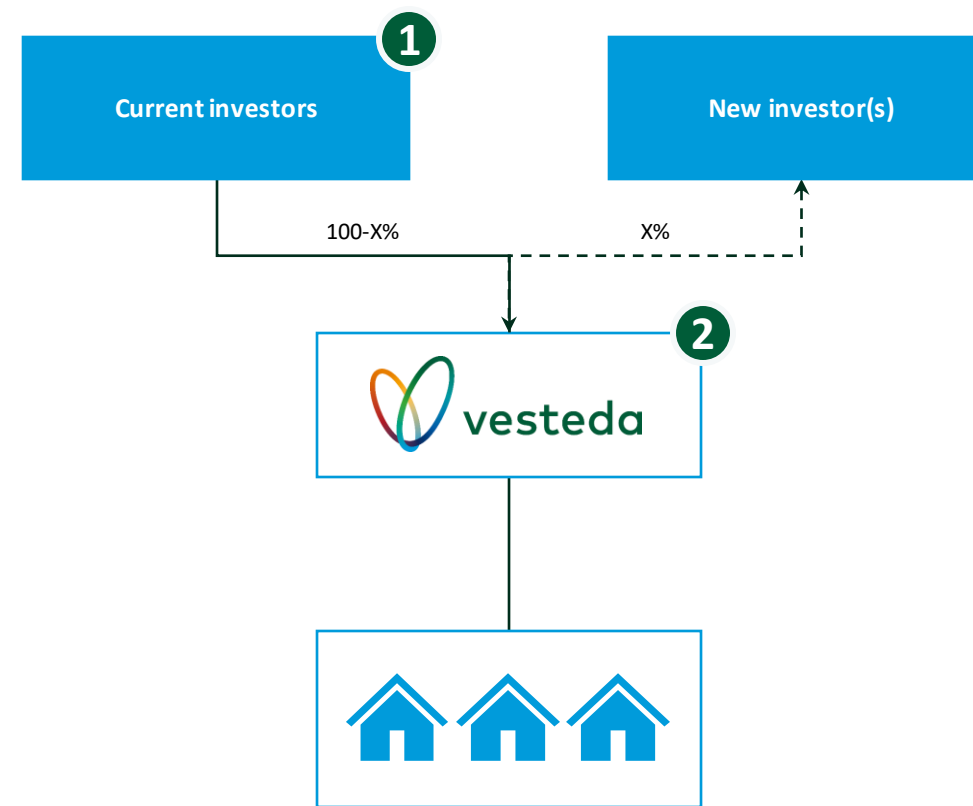 1
Current investors
New investor(s)
100-X%
X%
2
vesteda